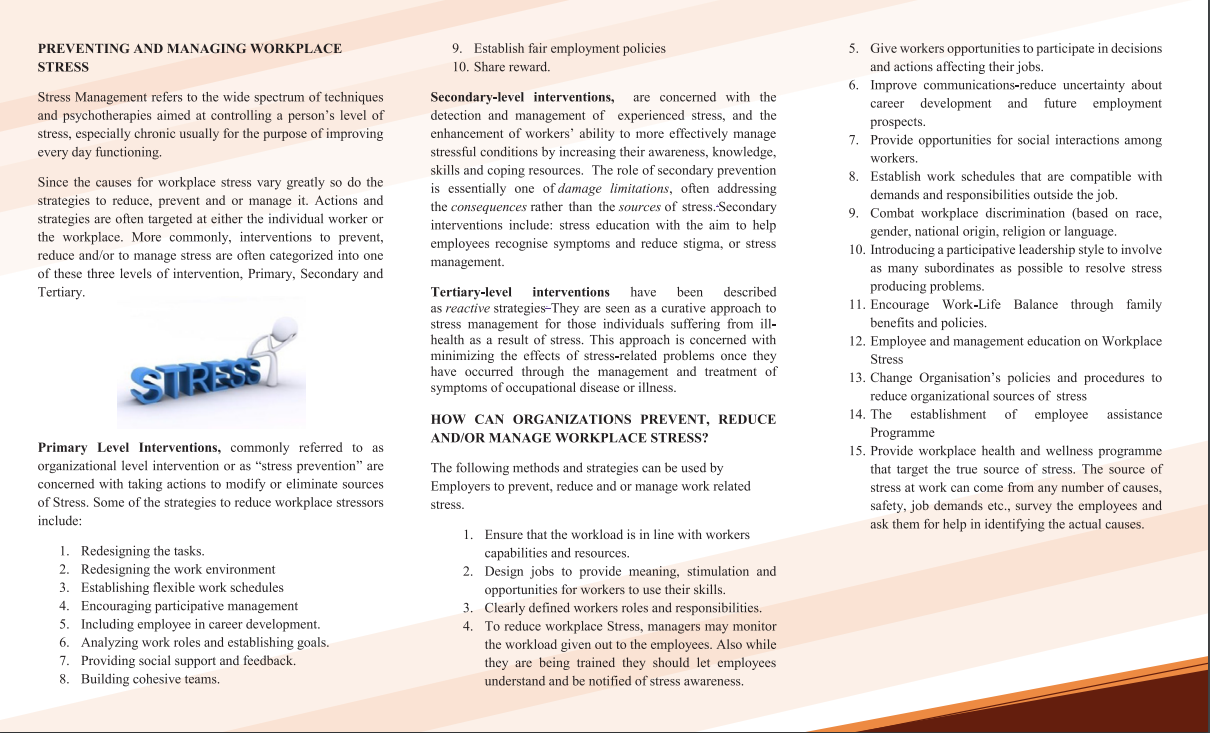 PREVENTING AND MANAGING WORKPLACE
STRESS
Stress Management refers to the wide spectrum of techniques
and psychotherapies aimed at controlling a person's level of
stress, especially chronic usually for the purpose of improving
every day functioning.
Since the causes for workplace stress vary greatly so do the
strategies to reduce, prevent and or manage it. Actions and
strategies are often targeted at either the individual worker or
the workplace. More commonly, interventions to prevent,
reduce and/or to manage stress are often categorized into one
of these three levels of intervention, Primary, Secondary and
Tertiary.
STRESS
Primary Level Interventions, commonly referred to as
organizational level intervention or as "stress prevention" are
concerned with taking actions to modify or eliminate sources
of Stress. Some of the strategies to reduce workplace stressors
include:
1. Redesigning the tasks.
2. Redesigning the work environment
3. Establishing flexible work schedules
4. Encouraging participative management
5. Including employee in career development.
6. Analyzing work roles and establishing goals.
7. Providing social support and feedback.
8. Building cohesive teams.
9. Establish fair employment policies
10. Share reward.
Secondary-level interventions, are concerned with the
detection and management of experienced stress, and the
enhancement of workers' ability to more effectively manage
stressful conditions by increasing their awareness, knowledge,
skills and coping resources. The role of secondary prevention
is essentially one of damage limitations, often addressing
the consequences rather than the sources of stress.-Secondary
interventions include: stress education with the aim to help
employees recognise symptoms and reduce stigma, or stress
management.
Tertiary-level interventions have been described
as reactive strategies-They are seen as a curative approach to
stress management for those individuals suffering from ill-
health as a result of stress. This approach is concerned with
minimizing the effects of stress-related problems once they
have occurred through the management and treatment of
symptoms of occupational disease or illness.
HOW CAN ORGANIZATIONS PREVENT, REDUCE
AND/OR MANAGE WORKPLACE STRESS?
The following methods and strategies can be used by
Employers to prevent, reduce and or manage work related
stress.
1. Ensure that the workload is in line with workers
capabilities and resources.
2. Design jobs to provide meaning, stimulation and
opportunities for workers to use their skills.
3. Clearly defined workers roles and responsibilities.
4. To reduce workplace Stress, managers may monitor
the workload given out to the employees. Also while
they are being trained they should let employees
understand and be notified of stress awareness.
5. Give workers opportunities to participate in decisions
and actions affecting their jobs.
6. Improve communications-reduce uncertainty about
career development and future employment
prospects.
7. Provide opportunities for social interactions among
workers.
8. Establish work schedules that are compatible with
demands and responsibilities outside the job.
9. Combat workplace discrimination (based on race,
gender, national origin, religion or language.
10. Introducing a participative leadership style to involve
as many subordinates as possible to resolve stress
producing problems.
11. Encourage Work-Life Balance through family
benefits and policies.
12. Employee and management education on Workplace
Stress
13. Change Organisation's policies and procedures to
reduce organizational sources of stress
14. The establishment of employee assistance
Programme
15. Provide workplace health and wellness programme
that target the true source of stress. The source of
stress at work can come from any number of causes,
safety, job demands etc., survey the employees and
ask them for help in identifying the actual causes.